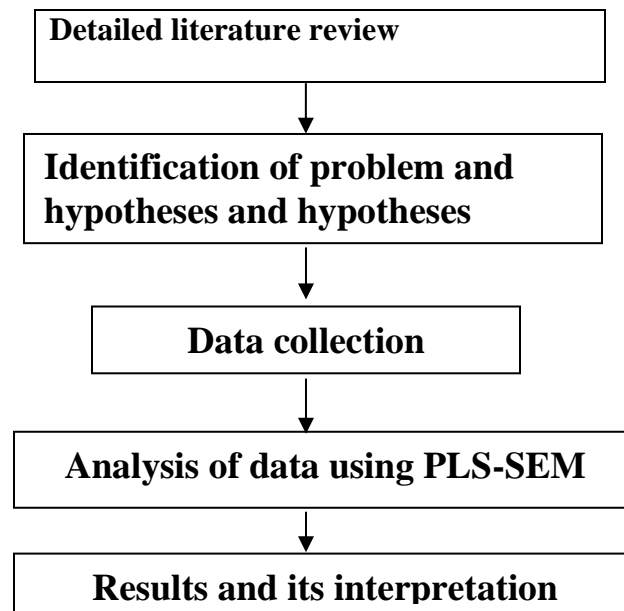 Detailed literature review
Identification of problem and
hypotheses and hypotheses
Data collection
Analysis of data using PLS-SEM
Results and its interpretation